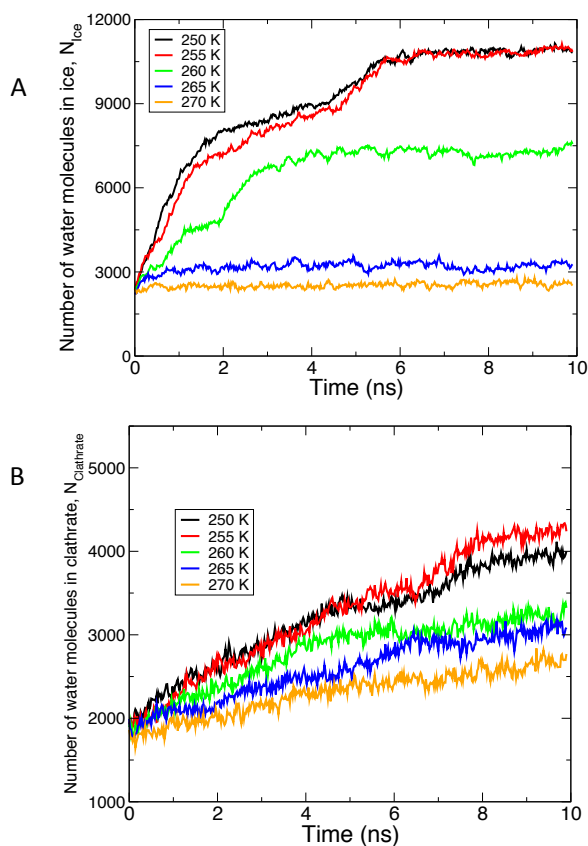 A
Number of water molecules in ice, N_Ice
12000
9000
6000
3000
0
250 K
255 K
260 K
265 K
270 K
0 2 4 6 8 10
Time (ns)
B
Number of water molecules in clathrate, N_Clathrate
5000
4000
3000
2000
1000
250 K
255 K
260 K
265 K
270 K
0 2 4 6 8 10
Time (ns)